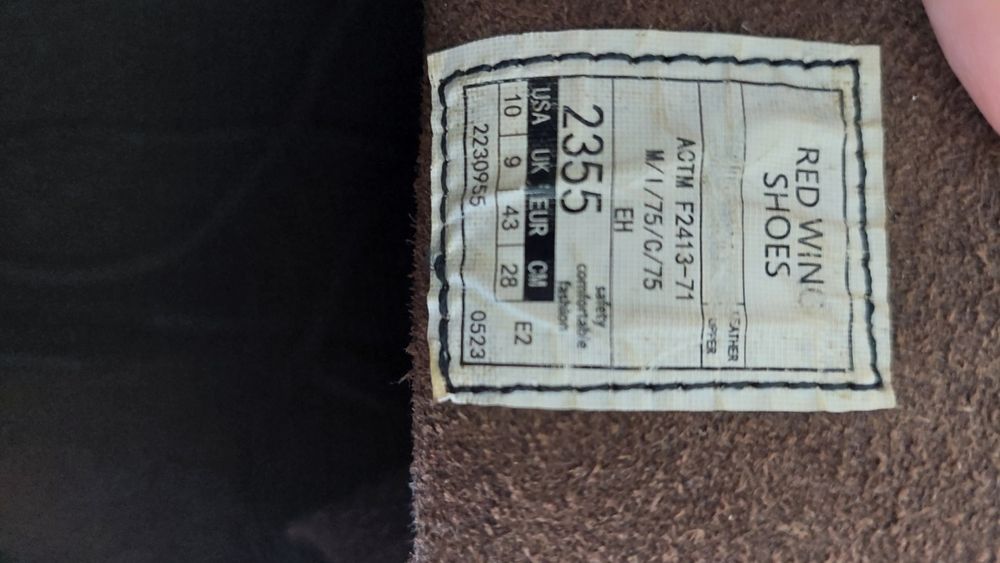 RED WING
SHOES
LEATHER
UPPER
ACTM F2413-71
M/I/75/C/75
EH
2355
safety
comfortable
fashion
USA UK EUR CM
10 9 43 28 E2
2230955 0523